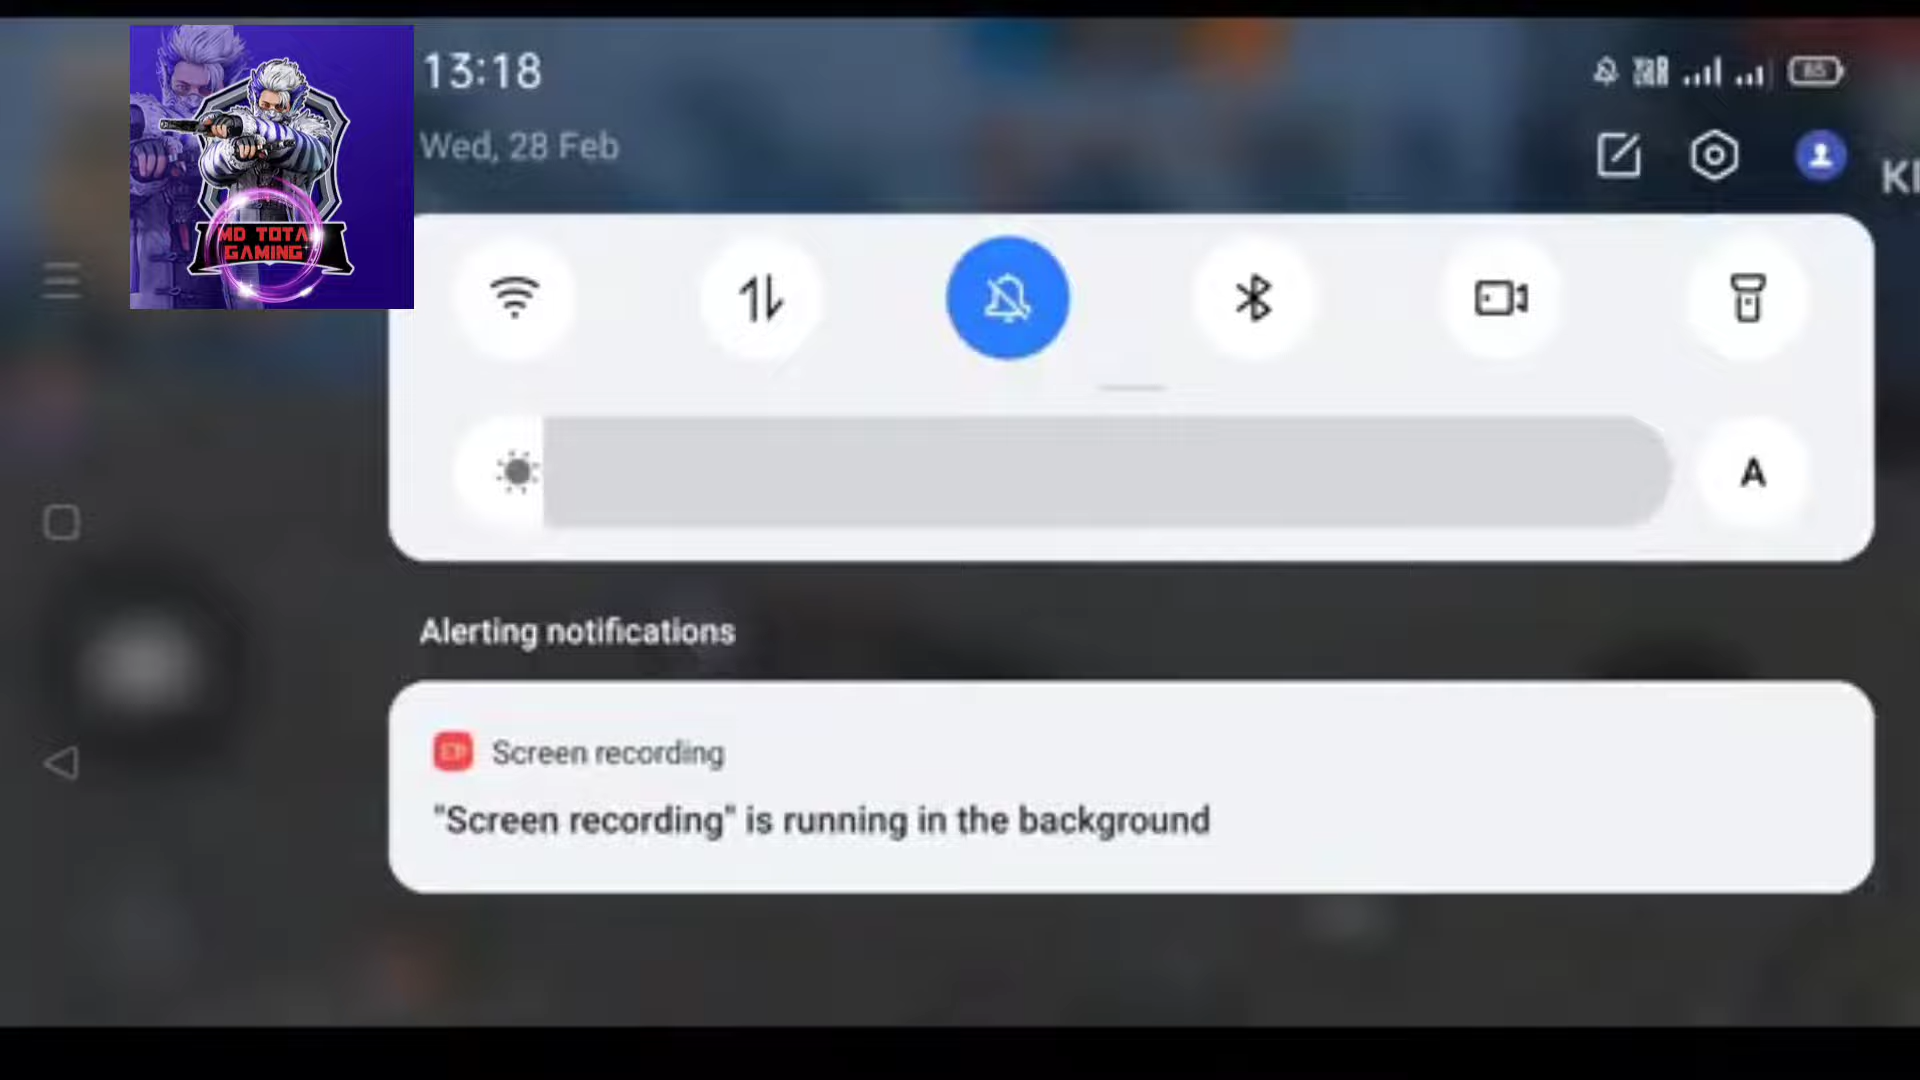 13:18
Wed, 28 Feb
85
KI
MD TOTA
GAMING
A
Alerting notifications
Screen recording
"Screen recording" is running in the background